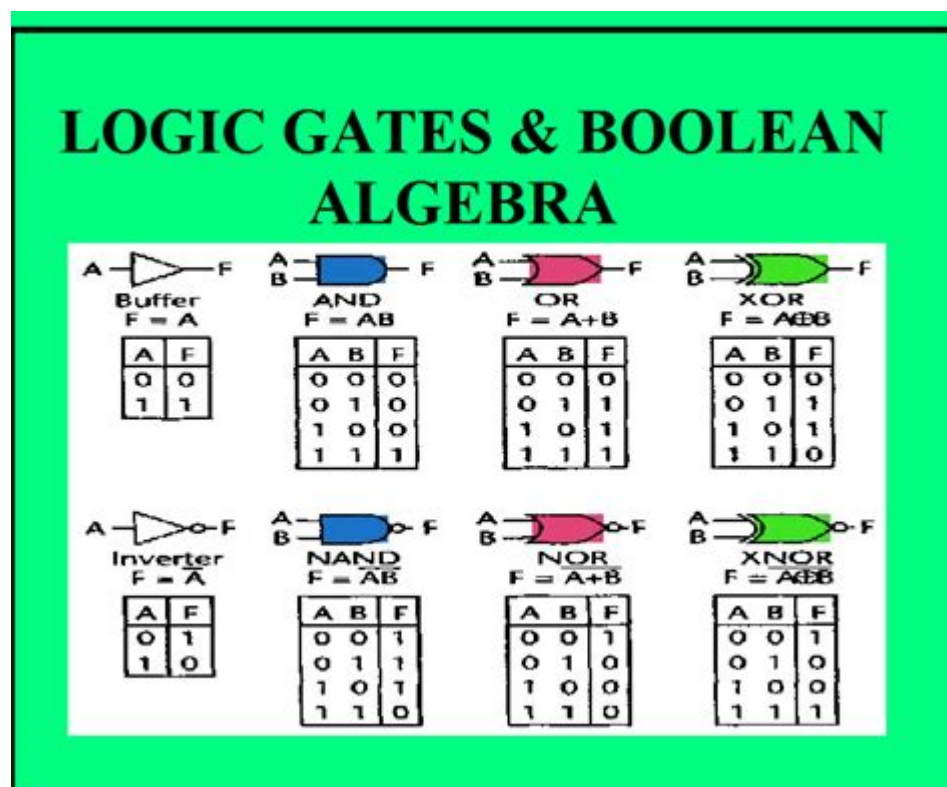 LOGIC GATES & BOOLEAN
ALGEBRA
A F A B F A B F A B F
Buffer AND OR XOR
F = A F = AB F = A+B F = A⊕B
A F A B F A B F A B F
0 0 0 0 0 0 0 0 0 0 0
1 1 0 1 0 0 1 1 0 1 1
1 0 0 1 0 1 1 0 1
1 1 1 1 1 1 1 1 0
A F A B F A B F A B F
Inverter NAND NOR XNOR
F = A̅ F = A̅B̅ F = A̅+̅B̅ F = A̅⊕̅B̅
A F A B F A B F A B F
0 1 0 0 1 0 0 1 0 0 1
1 0 0 1 1 0 1 0 0 1 0
1 0 1 1 0 0 1 0 0
1 1 0 1 1 0 1 1 1